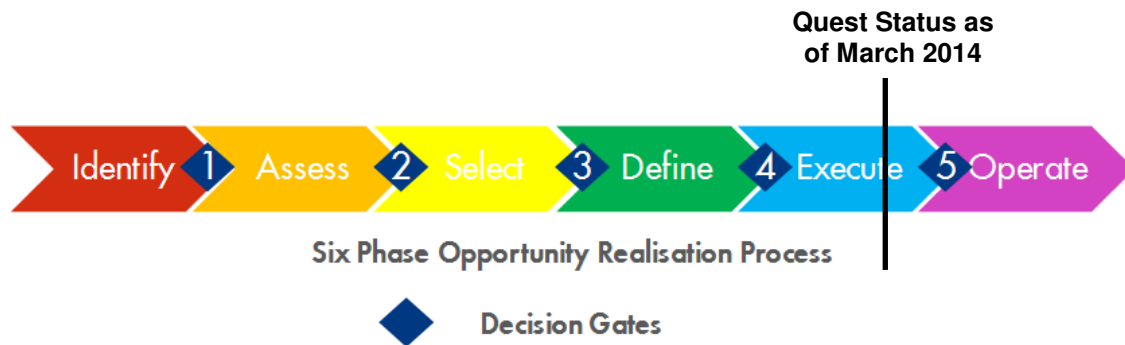 Quest Status as
of March 2014
Identify 1 Assess 2 Select 3 Define 4 Execute 5 Operate
Six Phase Opportunity Realisation Process
Decision Gates